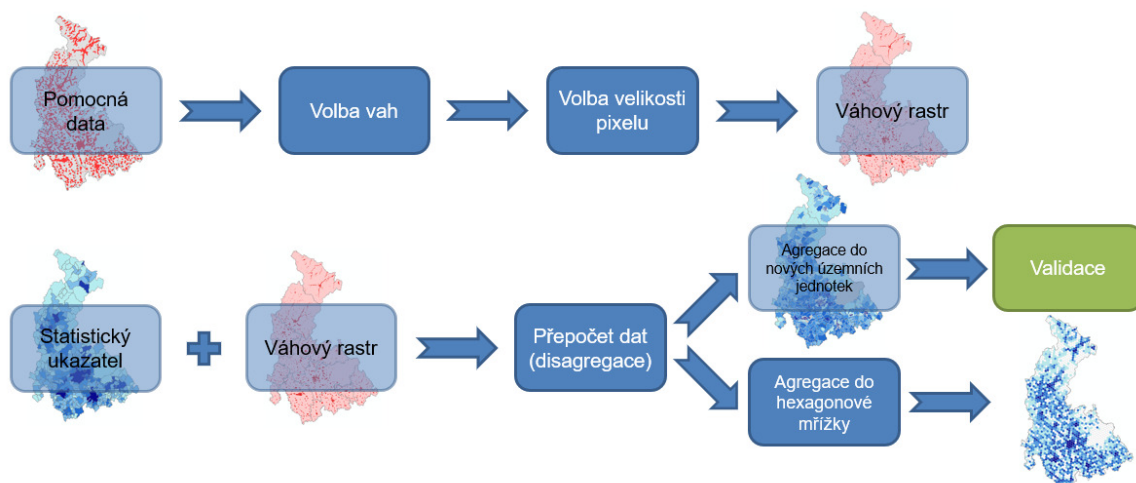 Pomocná
data
Volba vah
Volba velikosti
pixelu
Váhový rastr
Statistický
ukazatel
Váhový rastr
Přepočet dat
(disagregace)
Agregace do
nových územních
jednotek
Validace
Agregace do
hexagonové
mřížky